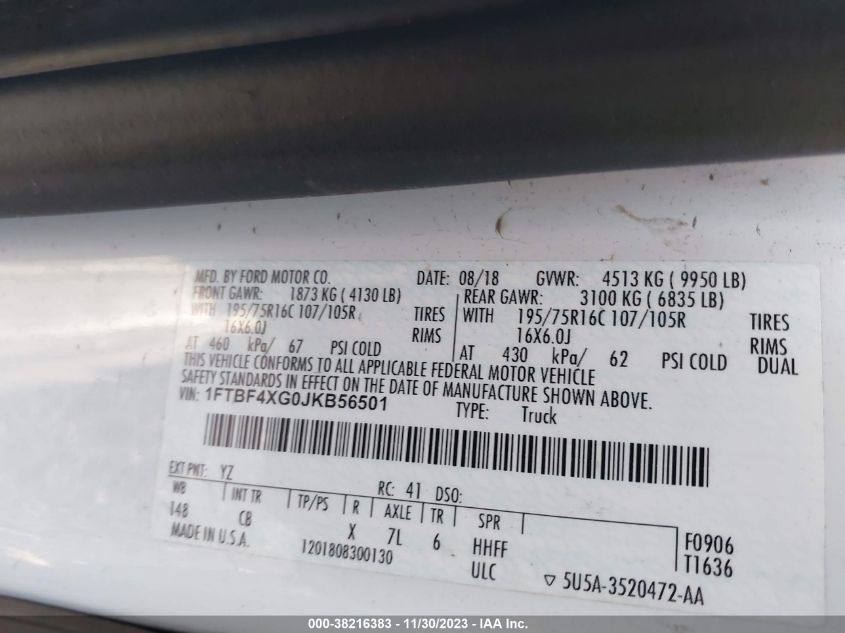 MFD. BY FORD MOTOR CO. DATE: 08/18 GVWR: 4513 KG ( 9950 LB)
FRONT GAWR: 1873 KG ( 4130 LB) REAR GAWR: 3100 KG ( 6835 LB)
WITH 195/75R16C 107/105R TIRES WITH 195/75R16C 107/105R TIRES
16X6.0J RIMS 16X6.0J RIMS
AT 460 kPa/ 67 PSI COLD AT 430 kPa/ 62 PSI COLD DUAL
THIS VEHICLE CONFORMS TO ALL APPLICABLE FEDERAL MOTOR VEHICLE
SAFETY STANDARDS IN EFFECT ON THE DATE OF MANUFACTURE SHOWN ABOVE.
VIN: 1FTBF4XG0JKB56501 TYPE: Truck
EXT PNT: YZ RC: 41 DSO:
WB INT TR TP/PS R AXLE TR SPR
148 CB X 7L 6 HHFF F0906
MADE IN U.S.A. 1201808300130 ULC T1636
5U5A-3520472-AA
000-38216383 - 11/30/2023 - IAA Inc.